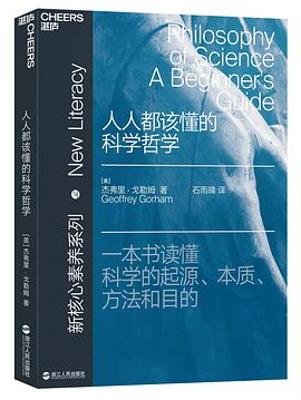 CHEERS
湛庐
人人都该懂的科学哲学
[美] 杰弗里·戈勒姆 著
新核心素养系列
New Literacy
浙江人民出版社
Philosophy
of Science
A Beginner's
Guide
人人都该懂的
科学哲学
[美]
杰弗里·戈勒姆 著
石雨晴 译
Geoffrey Gorham
一本书读懂
科学的起源、本质、
方法和目的